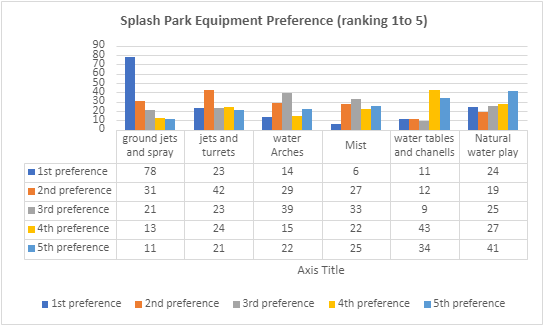 Splash Park Equipment Preference (ranking 1to 5)
90
80
70
60
50
40
30
20
10
0
ground jets and spray
jets and turrets
water Arches
Mist
water tables and chanells
Natural water play
1st preference 78 23 14 6 11 24
2nd preference 31 42 29 27 12 19
3rd preference 21 23 39 33 9 25
4th preference 13 24 15 22 43 27
5th preference 11 21 22 25 34 41
Axis Title
1st preference 2nd preference 3rd preference 4th preference 5th preference